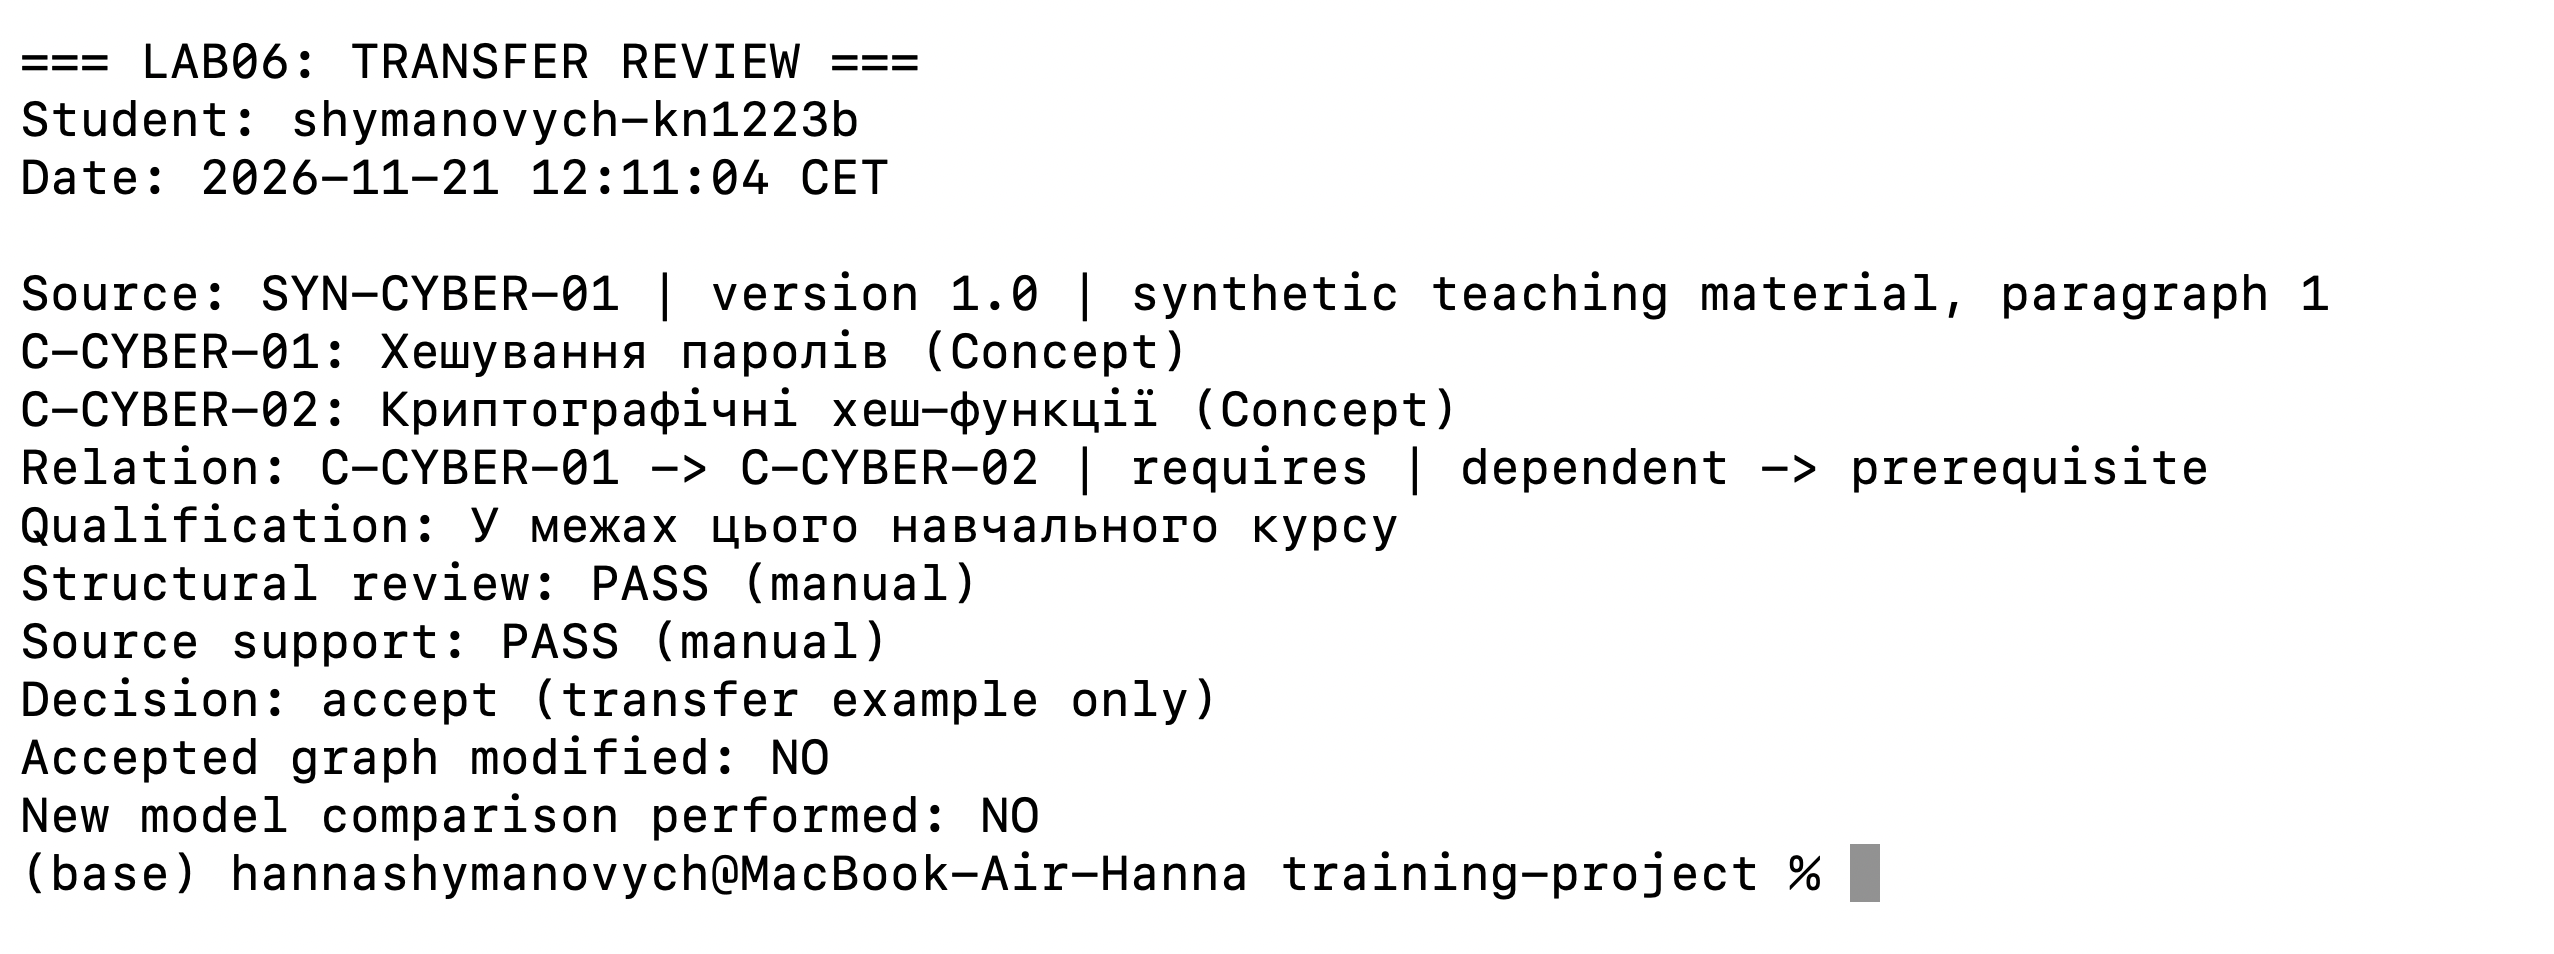 === LAB06: TRANSFER REVIEW ===
Student: shymanovych-kn1223b
Date: 2026-11-21 12:11:04 CET
Source: SYN-CYBER-01 | version 1.0 | synthetic teaching material, paragraph 1
C-CYBER-01: Хешування паролів (Concept)
C-CYBER-02: Криптографічні хеш-функції (Concept)
Relation: C-CYBER-01 -> C-CYBER-02 | requires | dependent -> prerequisite
Qualification: У межах цього навчального курсу
Structural review: PASS (manual)
Source support: PASS (manual)
Decision: accept (transfer example only)
Accepted graph modified: NO
New model comparison performed: NO
(base) hannashymanovych@MacBook-Air-Hanna training-project %